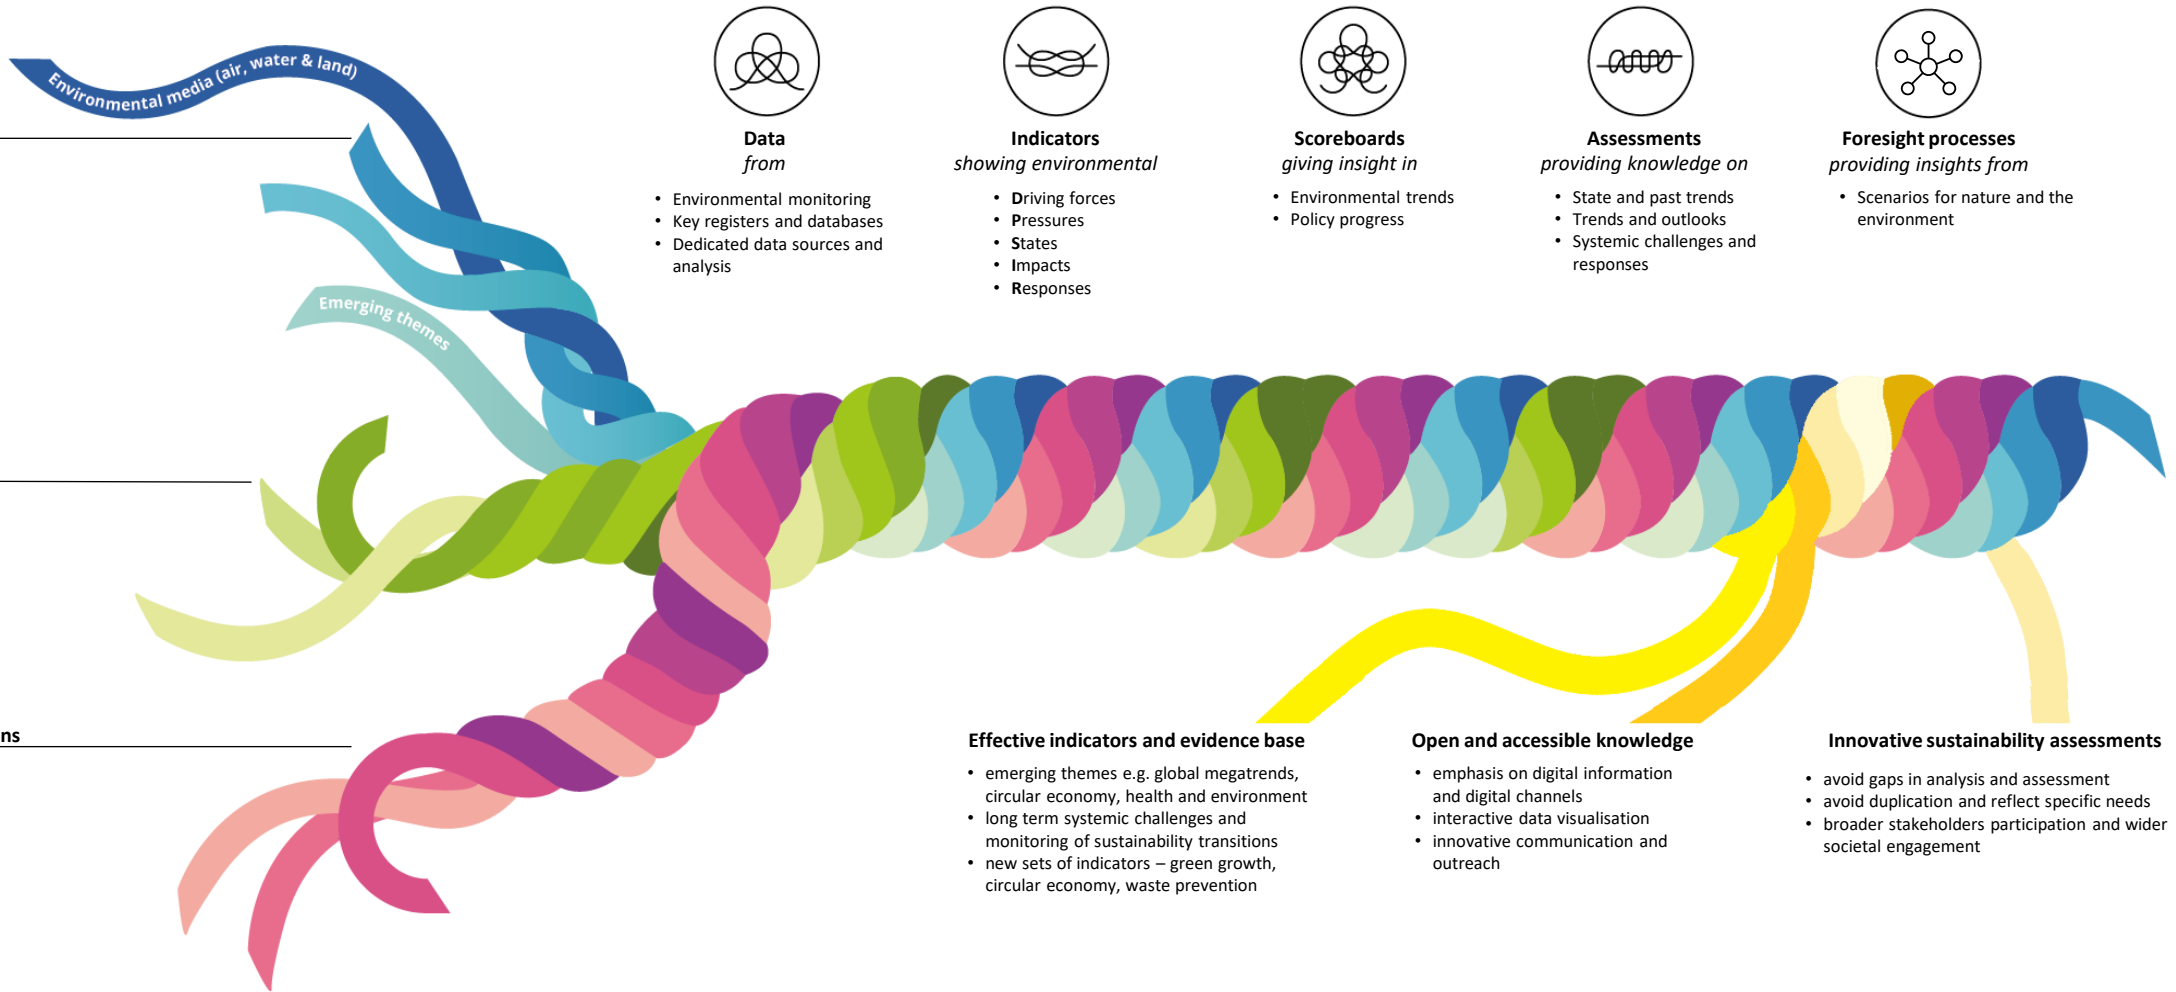 Environmental media (air, water & land)
Emerging themes
ns
Data
from
• Environmental monitoring
• Key registers and databases
• Dedicated data sources and
analysis
Indicators
showing environmental
• Driving forces
• Pressures
• States
• Impacts
• Responses
Scoreboards
giving insight in
• Environmental trends
• Policy progress
Assessments
providing knowledge on
• State and past trends
• Trends and outlooks
• Systemic challenges and
responses
Foresight processes
providing insights from
• Scenarios for nature and the
environment
Effective indicators and evidence base
• emerging themes e.g. global megatrends,
circular economy, health and environment
• long term systemic challenges and
monitoring of sustainability transitions
• new sets of indicators – green growth,
circular economy, waste prevention
Open and accessible knowledge
• emphasis on digital information
and digital channels
• interactive data visualisation
• innovative communication and
outreach
Innovative sustainability assessments
• avoid gaps in analysis and assessment
• avoid duplication and reflect specific needs
• broader stakeholders participation and wider
societal engagement